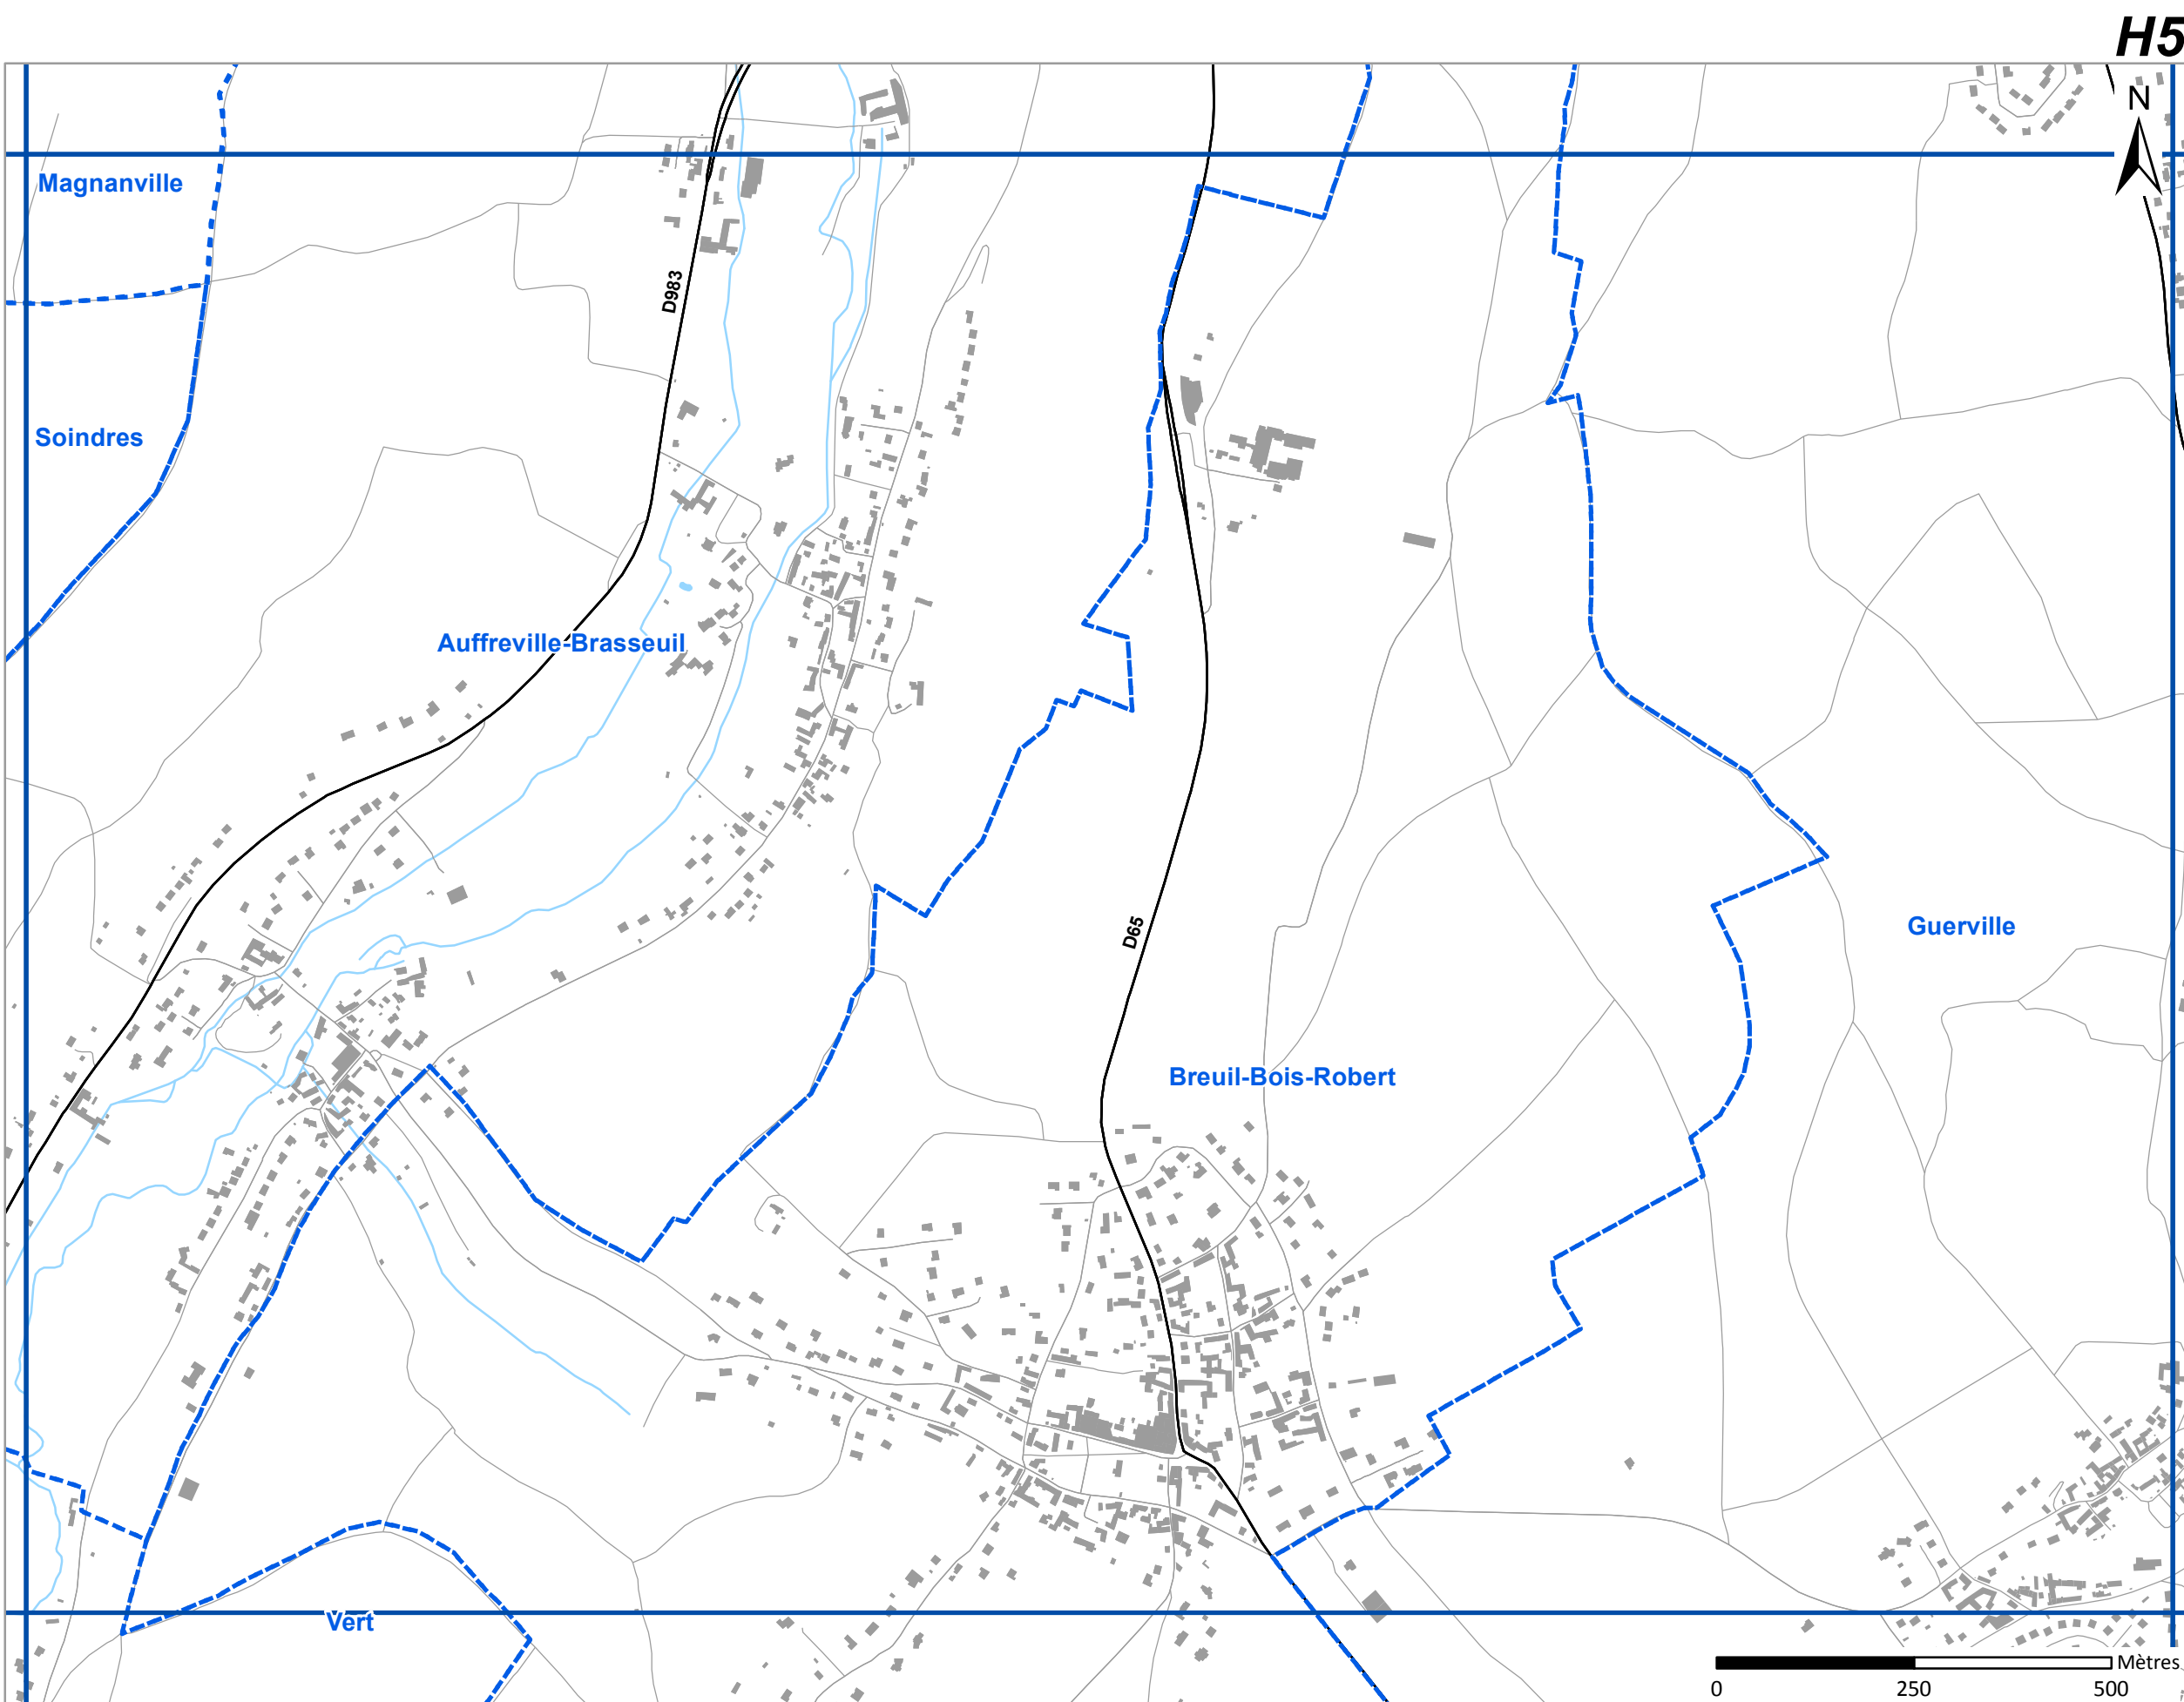 H5
N
Magnanville
D983
Soindres
Auffreville-Brasseuil
Guerville
D65
Breuil-Bois-Robert
Vert
Mètres
0 250 500